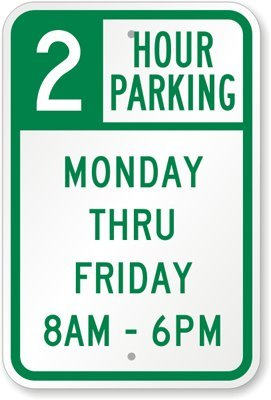 2 HOUR
PARKING
MONDAY
THRU
FRIDAY
8AM - 6PM